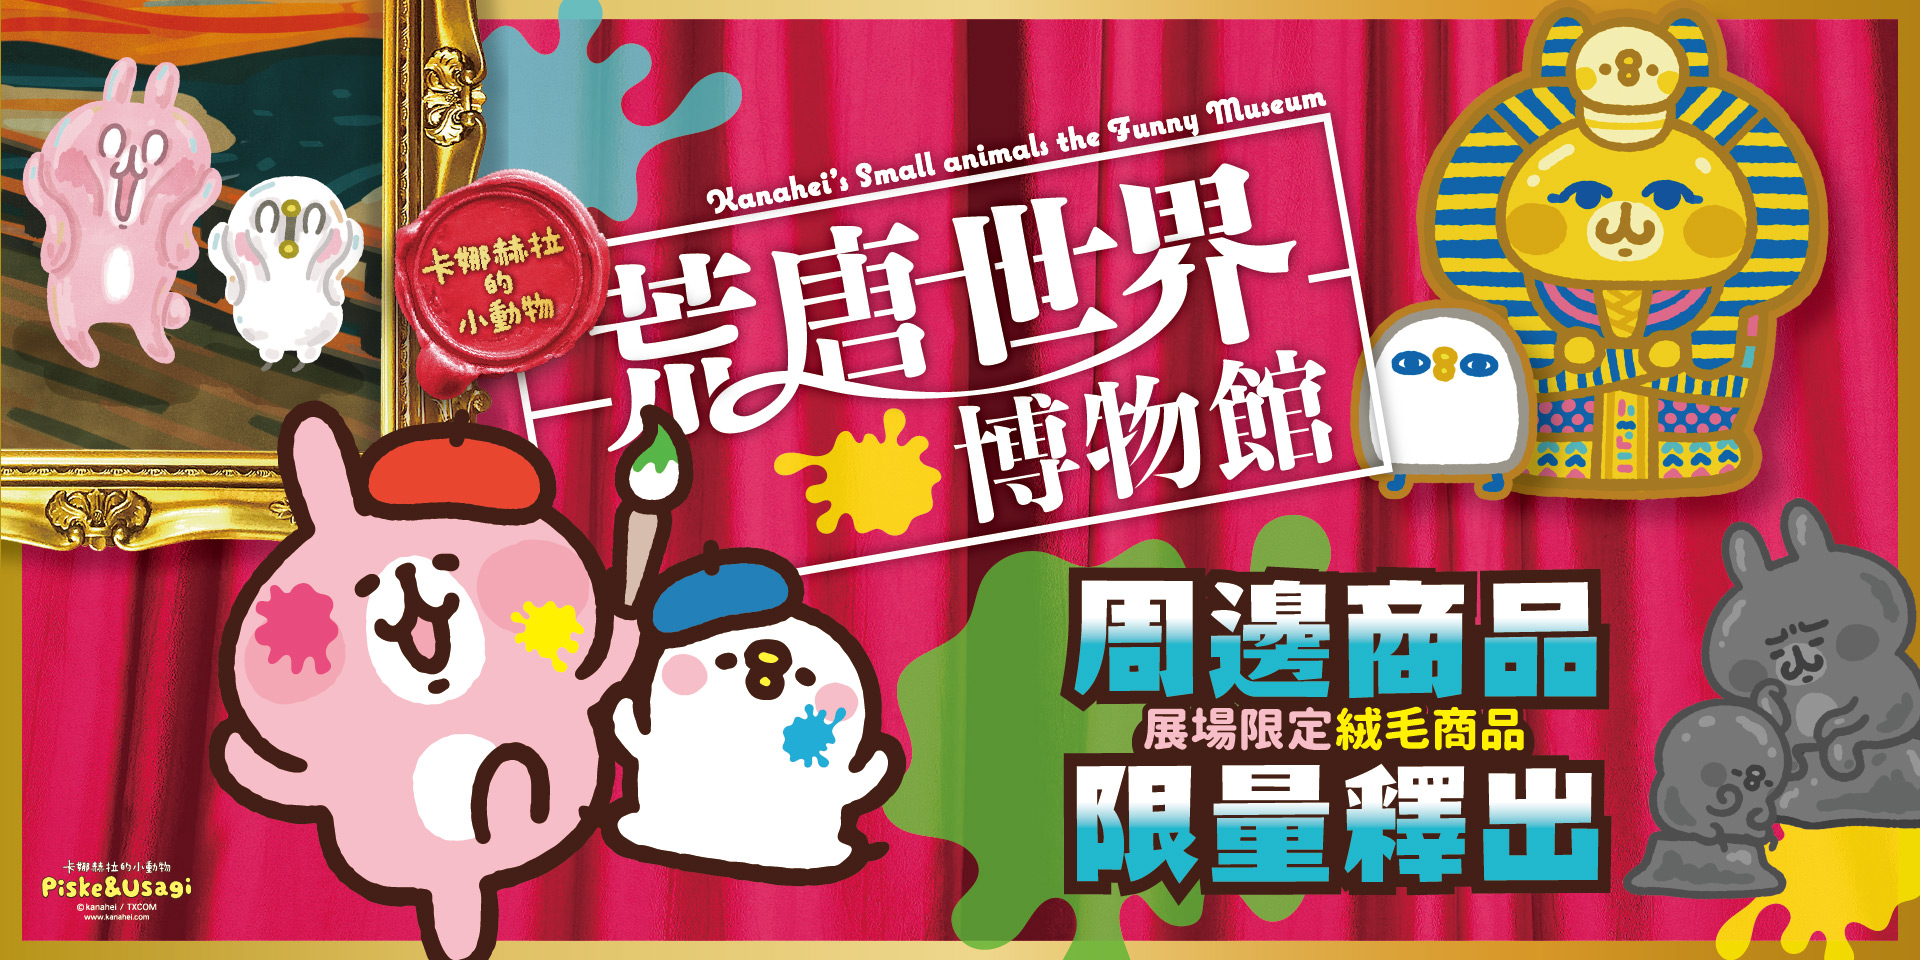 Kanahei's Small animals the Funny Museum
卡娜赫拉
的
小動物
荒唐世界
博物館
周邊商品
展場限定絨毛商品
限量釋出
卡娜赫拉的小動物
Piske&Usagi
©kanahei / TXCOM
www.kanahei.com